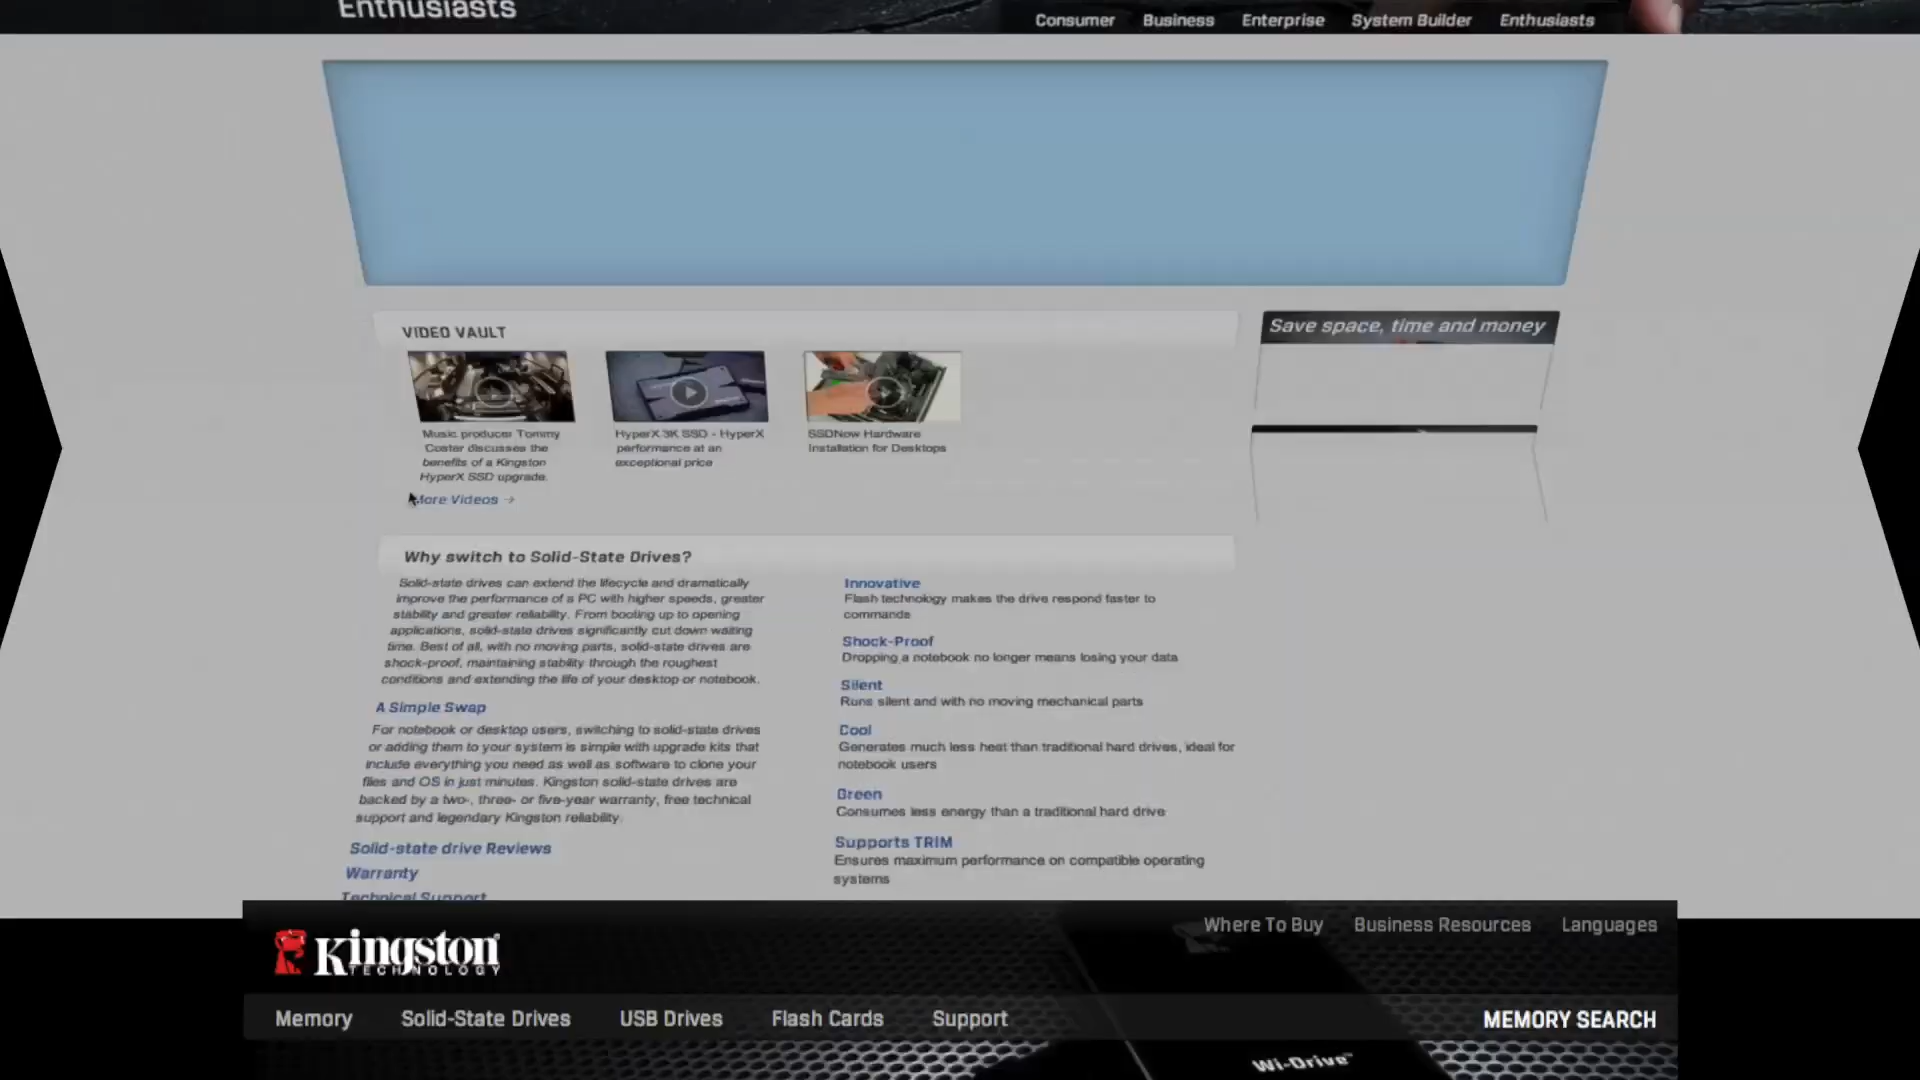 Enthusiasts
Consumer Business Enterprise System Builder Enthusiasts
VIDEO VAULT
Save space, time and money
Music producer Tommy
Coster discusses the
benefits of a Kingston
HyperX SSD upgrade.
HyperX 3K SSD - HyperX
performance at an
exceptional price
SSDNow Hardware
Installation for Desktops
More Videos →
Why switch to Solid-State Drives?
Solid-state drives can extend the lifecycle and dramatically
improve the performance of a PC with higher speeds, greater
stability and greater reliability. From booting up to opening
applications, solid-state drives significantly cut down waiting
time. Best of all, with no moving parts, solid-state drives are
shock-proof, maintaining stability through the roughest
conditions and extending the life of your desktop or notebook.
A Simple Swap
For notebook or desktop users, switching to solid-state drives
or adding them to your system is simple with upgrade kits that
include everything you need as well as software to clone your
files and OS in just minutes. Kingston solid-state drives are
backed by a two-, three- or five-year warranty, free technical
support and legendary Kingston reliability.
Solid-state drive Reviews
Warranty
Technical Support
Innovative
Flash technology makes the drive respond faster to
commands
Shock-Proof
Dropping a notebook no longer means losing your data
Silent
Runs silent and with no moving mechanical parts
Cool
Generates much less heat than traditional hard drives, ideal for
notebook users
Green
Consumes less energy than a traditional hard drive
Supports TRIM
Ensures maximum performance on compatible operating
systems
Where To Buy Business Resources Languages
Kingston
TECHNOLOGY
Memory Solid-State Drives USB Drives Flash Cards Support MEMORY SEARCH
Wi-Drive™